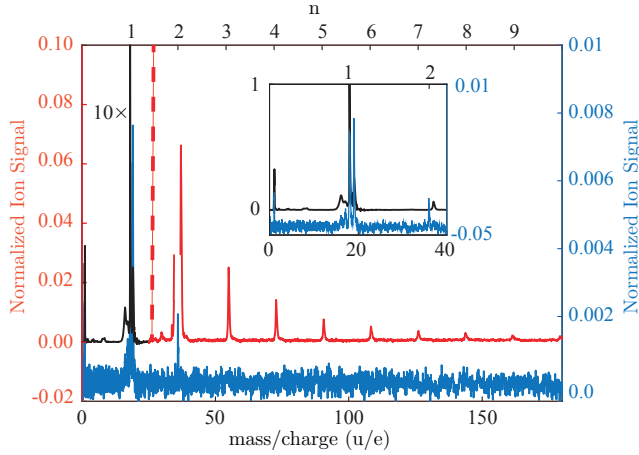 n
1 2 3 4 5 6 7 8 9
0.10
0.08
0.06
0.04
0.02
0.00
-0.02
Normalized Ion Signal
10×
1 2
1
0
0.01
-0.05
0 20 40
0.01
0.008
0.006
0.004
0.002
0.0
Normalized Ion Signal
0 50 100 150
mass/charge (u/e)